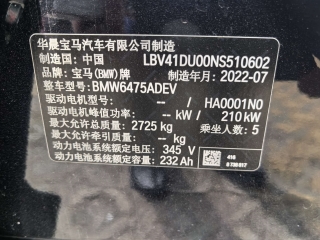 华晨宝马汽车有限公司制造
制造国：中国 LBV41DU00NS510602
品牌：宝马(BMW)牌 制造年月：2022-07
整车型号：BMW6475ADEV
驱动电机型号： -- / HA0001N0
驱动电机峰值功率： -- kW / 210 kW
最大允许总质量：2725 kg 乘坐人数：5
最大允许牵引质量： -- kg
动力电池系统额定电压：345 V
动力电池系统额定容量：232 Ah
416